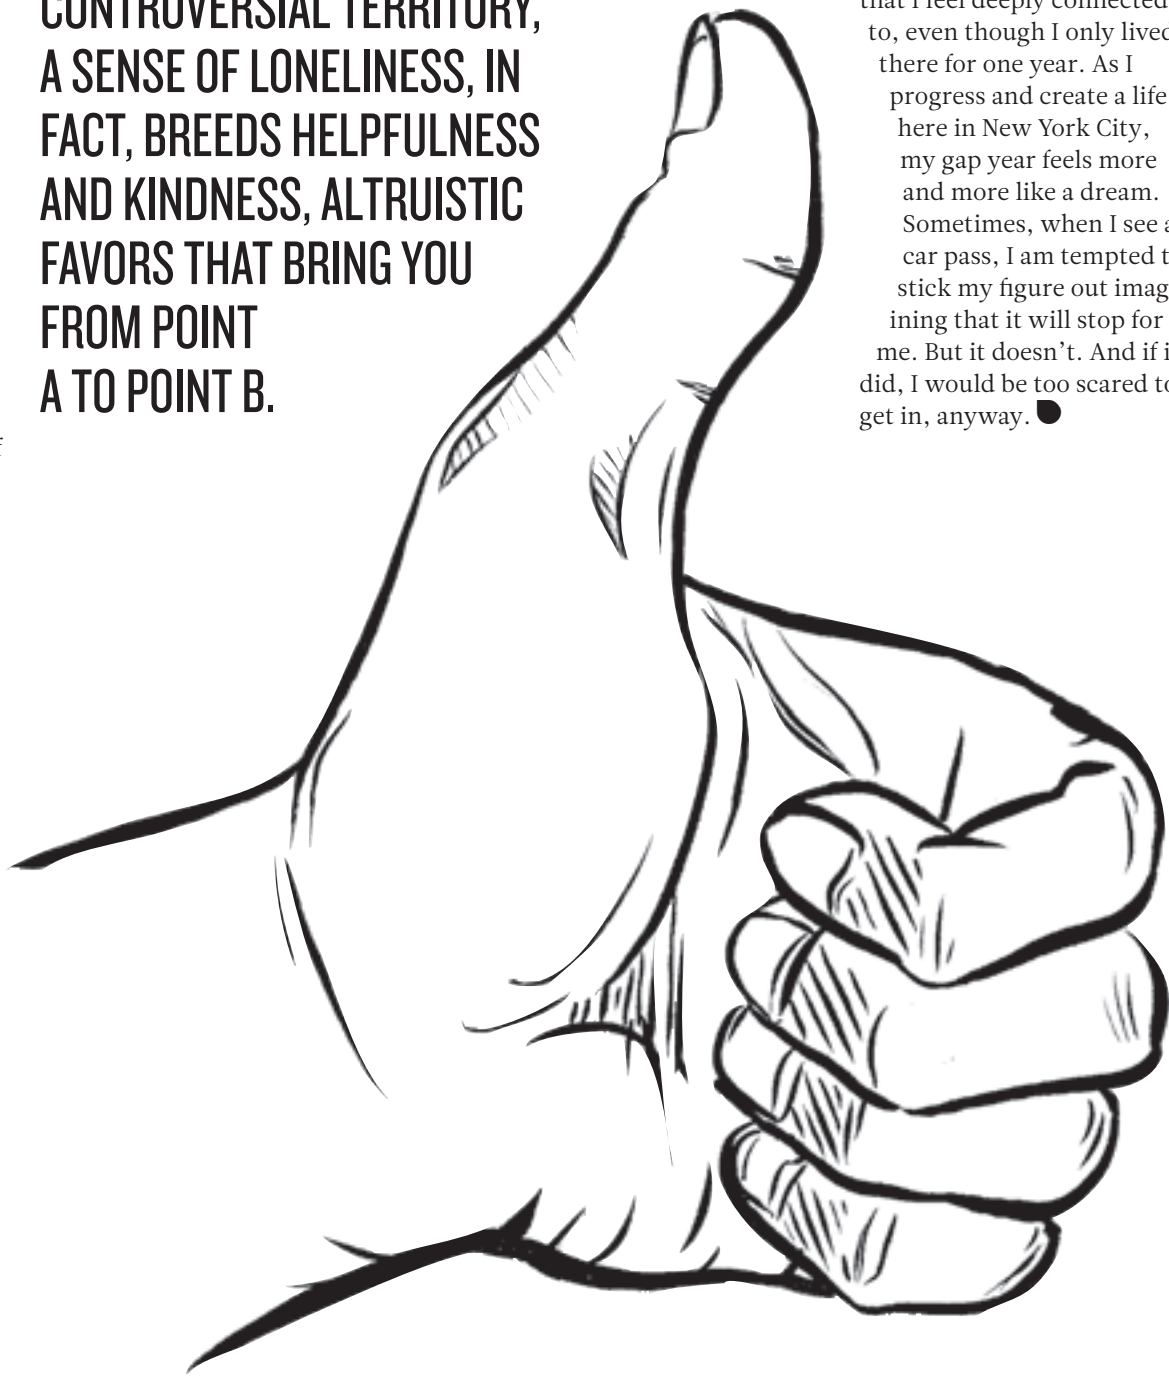 CONTROVERSIAL TERRITORY,
A SENSE OF LONELINESS, IN
FACT, BREEDS HELPFULNESS
AND KINDNESS, ALTRUISTIC
FAVORS THAT BRING YOU
FROM POINT
A TO POINT B.
that I feel deeply connected
to, even though I only lived
there for one year. As I
progress and create a life
here in New York City,
my gap year feels more
and more like a dream.
Sometimes, when I see a
car pass, I am tempted t
stick my figure out imag
ining that it will stop for
me. But it doesn’t. And if i
did, I would be too scared to
get in, anyway.